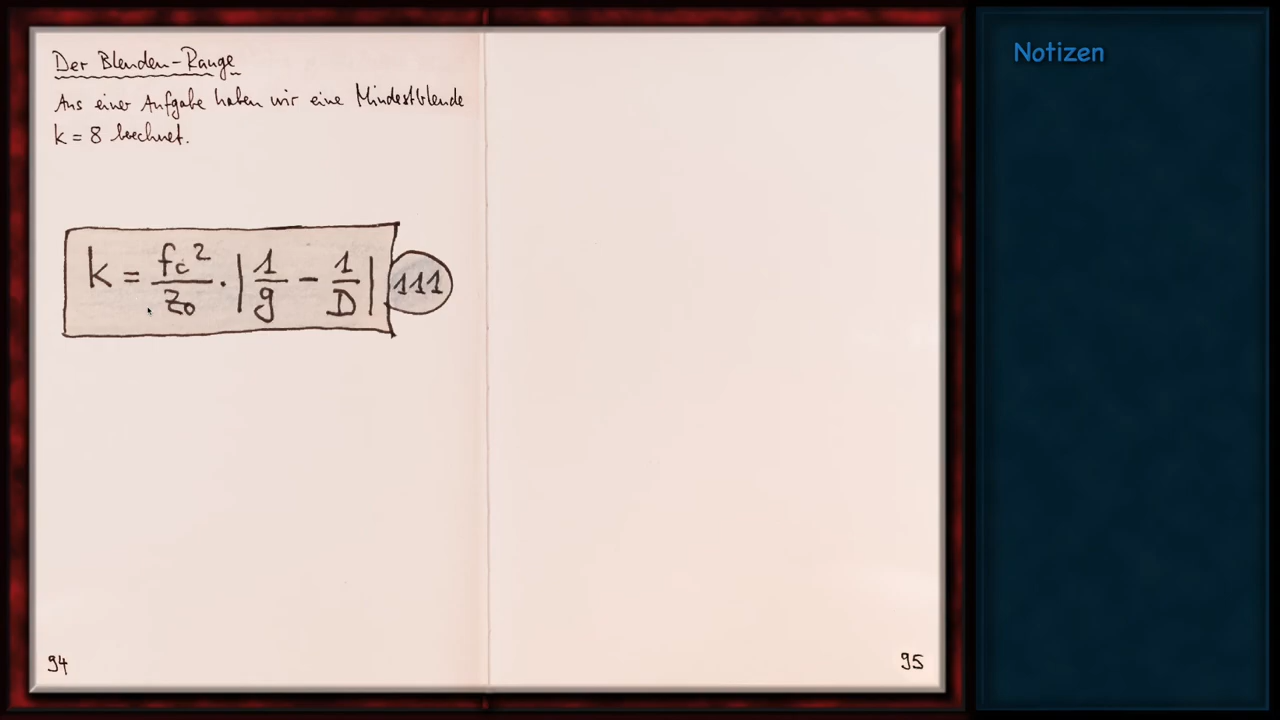 Der Blenden-Range
Aus einer Aufgabe haben wir eine Mindestblende
k = 8 berechnet.
k = fc²/z₀ · |1/g − 1/D| 111
94
95
Notizen